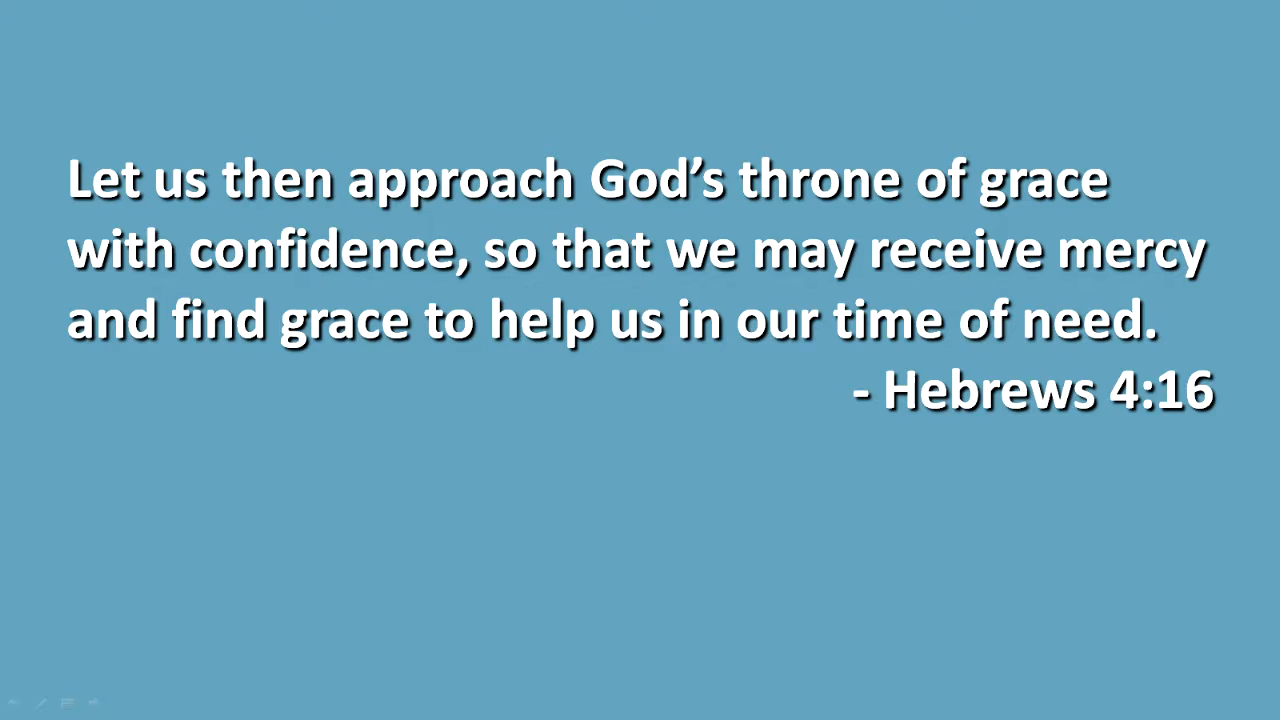 Let us then approach God’s throne of grace
with confidence, so that we may receive mercy
and find grace to help us in our time of need.
- Hebrews 4:16